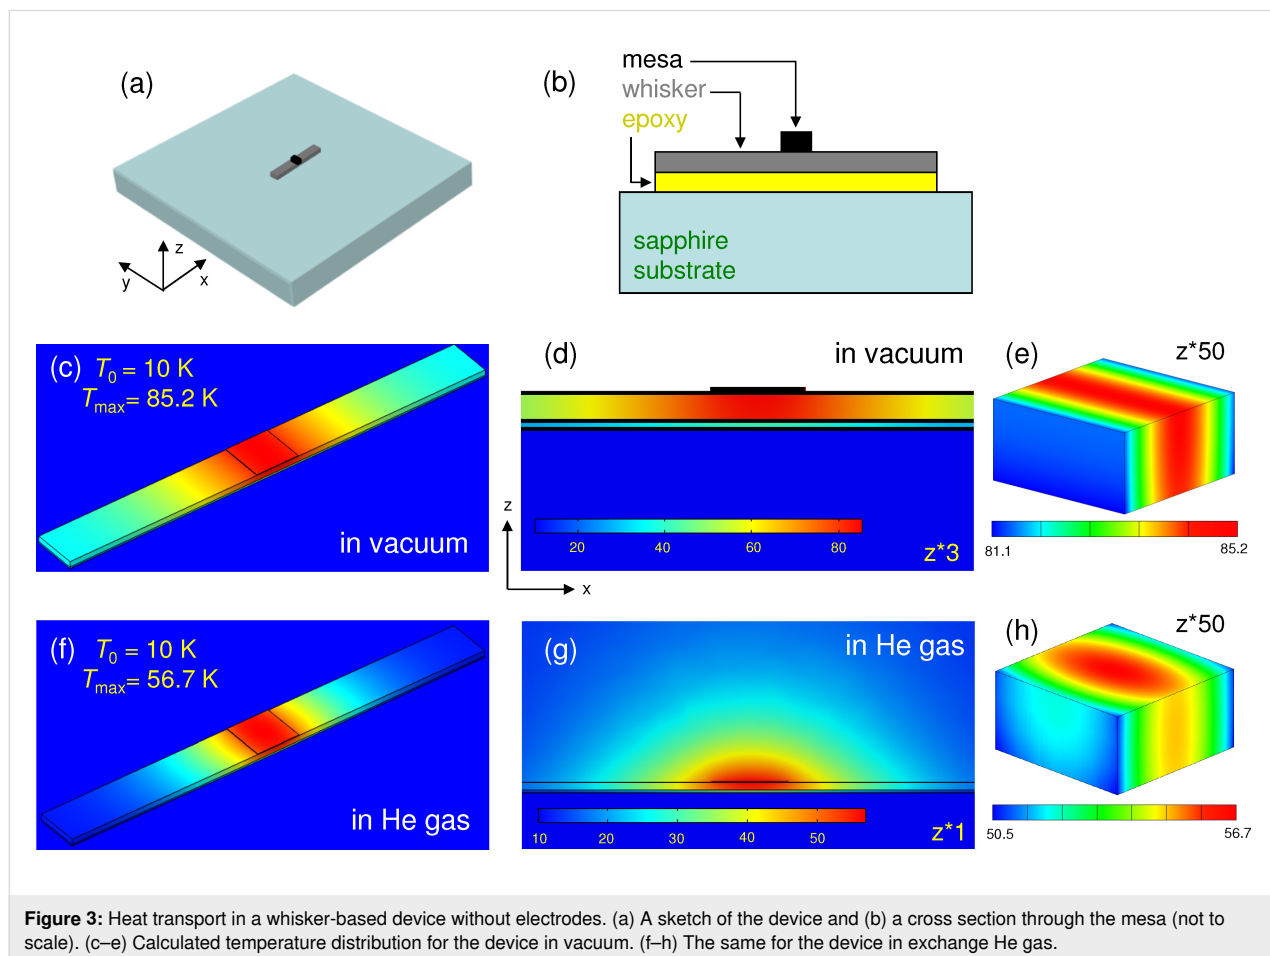 (a)
z
y
x
(b)
mesa
whisker
epoxy
sapphire
substrate
(c)
T0 = 10 K
Tmax= 85.2 K
in vacuum
(d)
in vacuum
z
x
20 40 60 80
z*3
(e)
z*50
81.1 85.2
(f)
T0 = 10 K
Tmax= 56.7 K
in He gas
(g)
in He gas
10 20 30 40 50
z*1
(h)
z*50
50.5 56.7
Figure 3: Heat transport in a whisker-based device without electrodes. (a) A sketch of the device and (b) a cross section through the mesa (not to
scale). (c–e) Calculated temperature distribution for the device in vacuum. (f–h) The same for the device in exchange He gas.